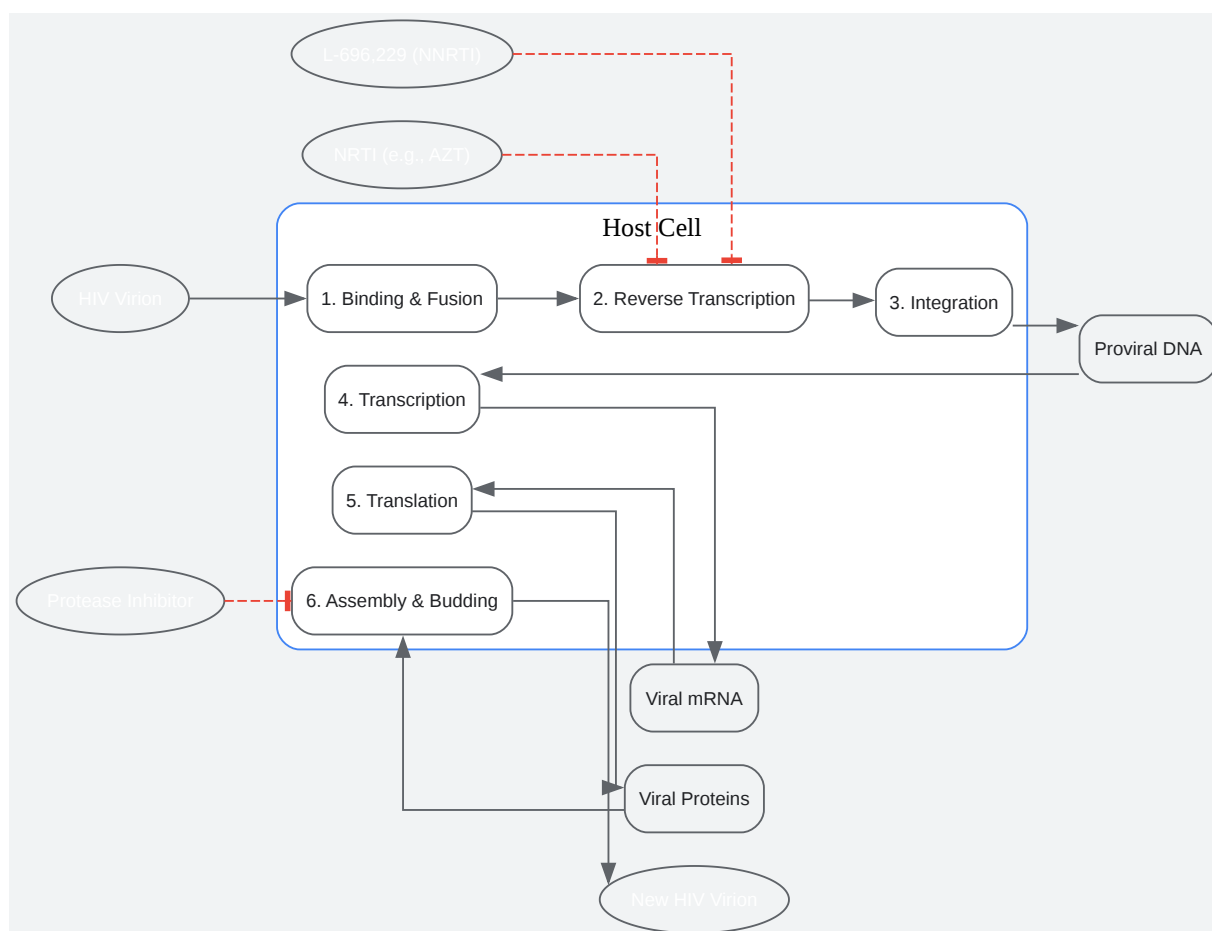 L-696,229 (NNRTI)
NRTI (e.g., AZT)
Host Cell
HIV Virion
1. Binding & Fusion
2. Reverse Transcription
3. Integration
Proviral DNA
4. Transcription
5. Translation
Protease Inhibitor
6. Assembly & Budding
Viral mRNA
Viral Proteins
New HIV Virion